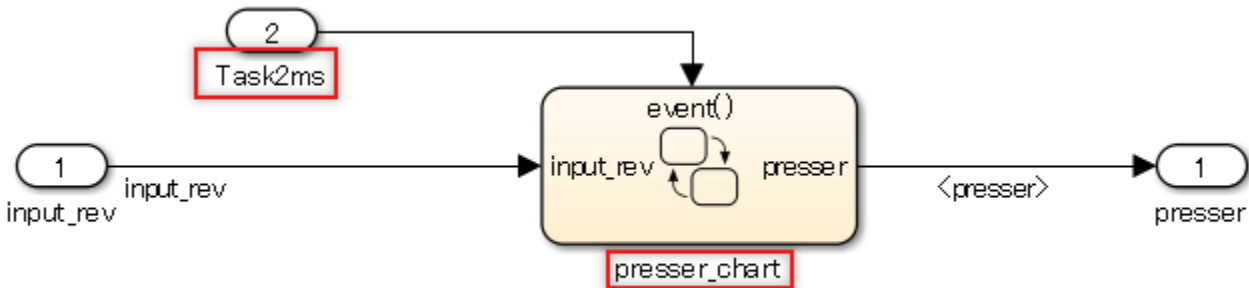 2
Task2ms
event()
1
input_rev
input_rev
input_rev
presser
<presser>
1
presser
presser_chart